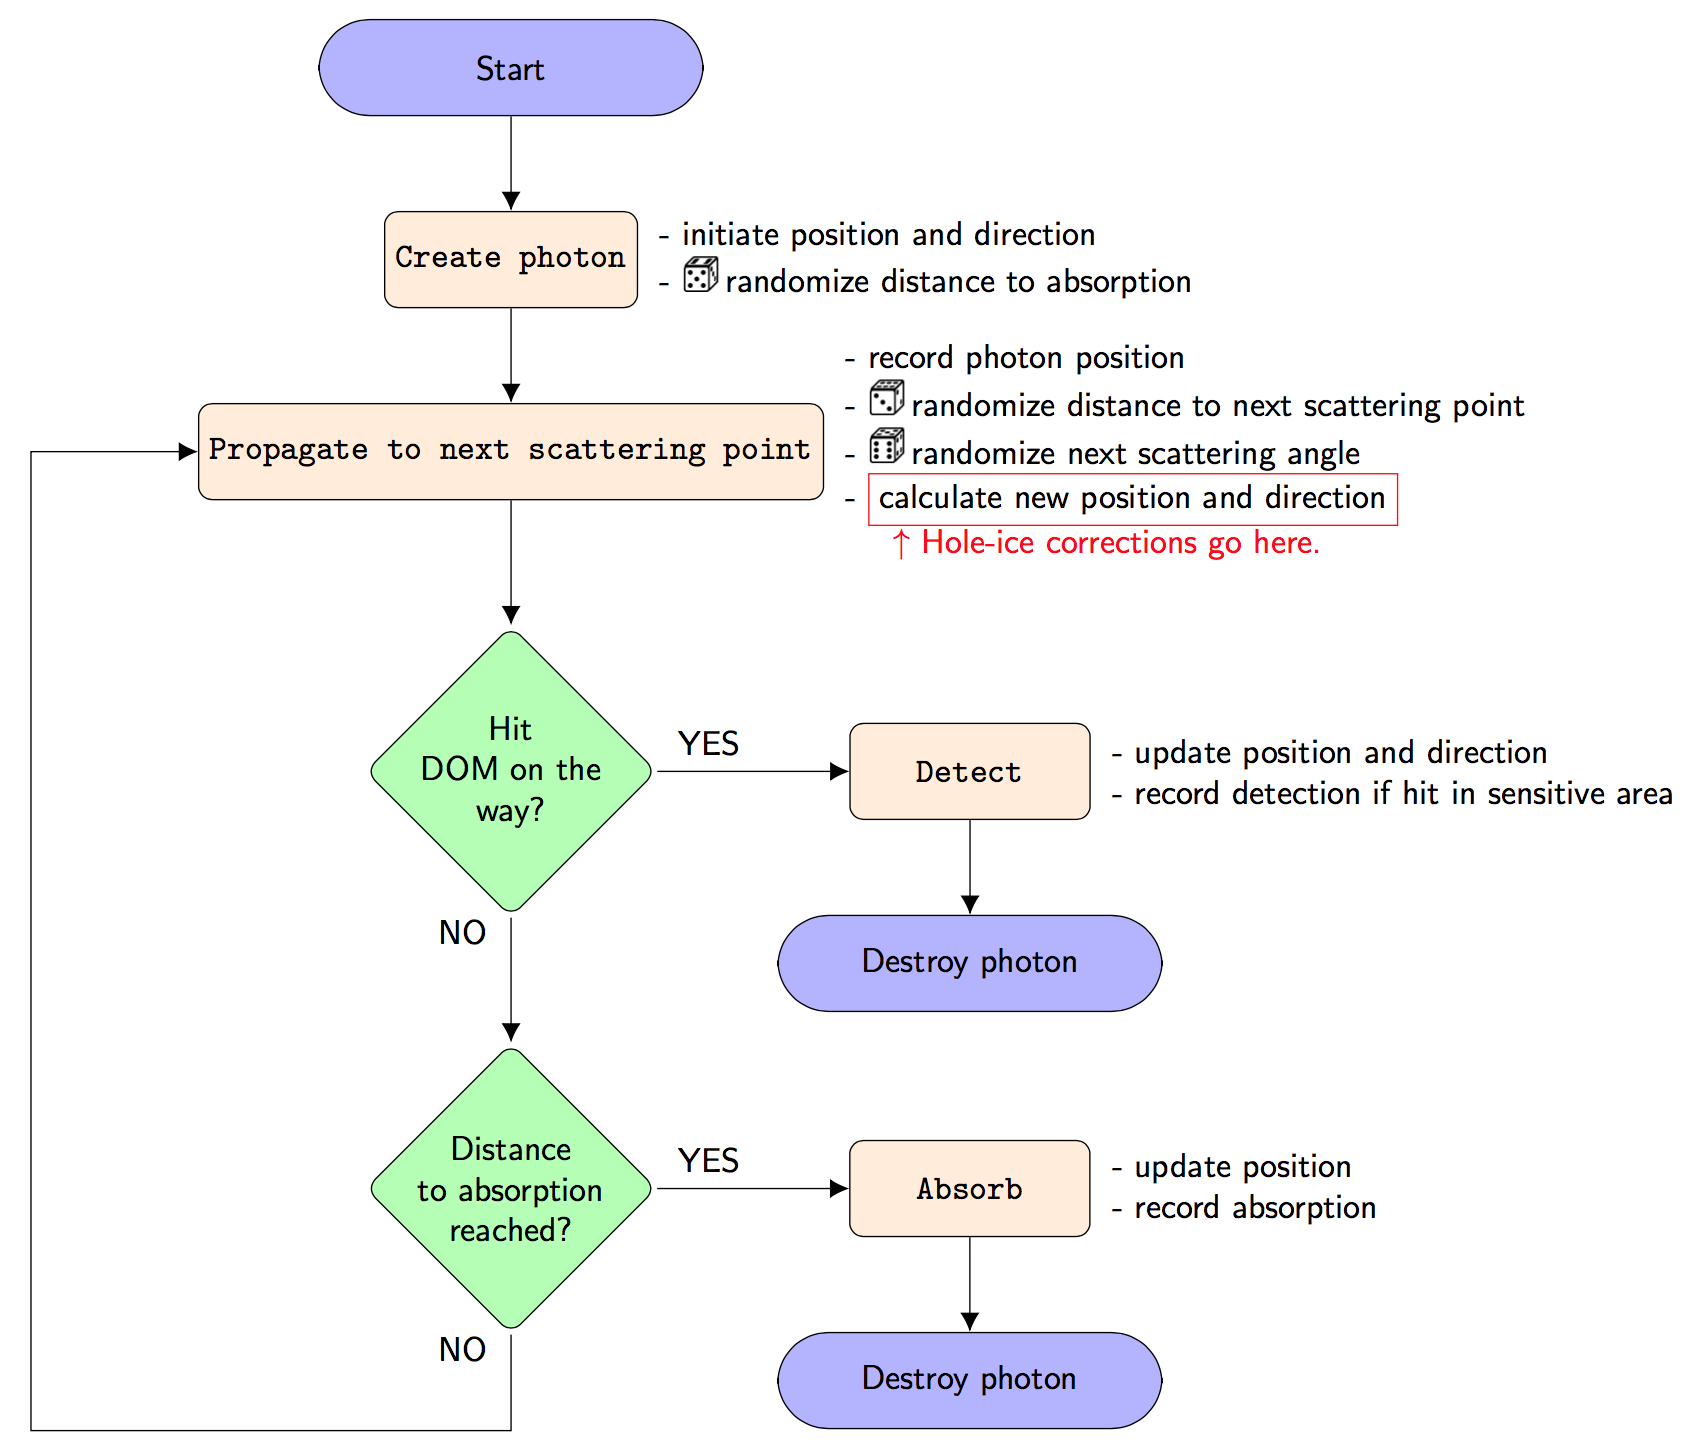 Start
Create photon
- initiate position and direction
- randomize distance to absorption
Propagate to next scattering point
- record photon position
- randomize distance to next scattering point
- randomize next scattering angle
- calculate new position and direction
↑ Hole-ice corrections go here.
Hit
DOM on the
way?
YES
Detect
- update position and direction
- record detection if hit in sensitive area
Destroy photon
NO
Distance
to absorption
reached?
YES
Absorb
- update position
- record absorption
Destroy photon
NO